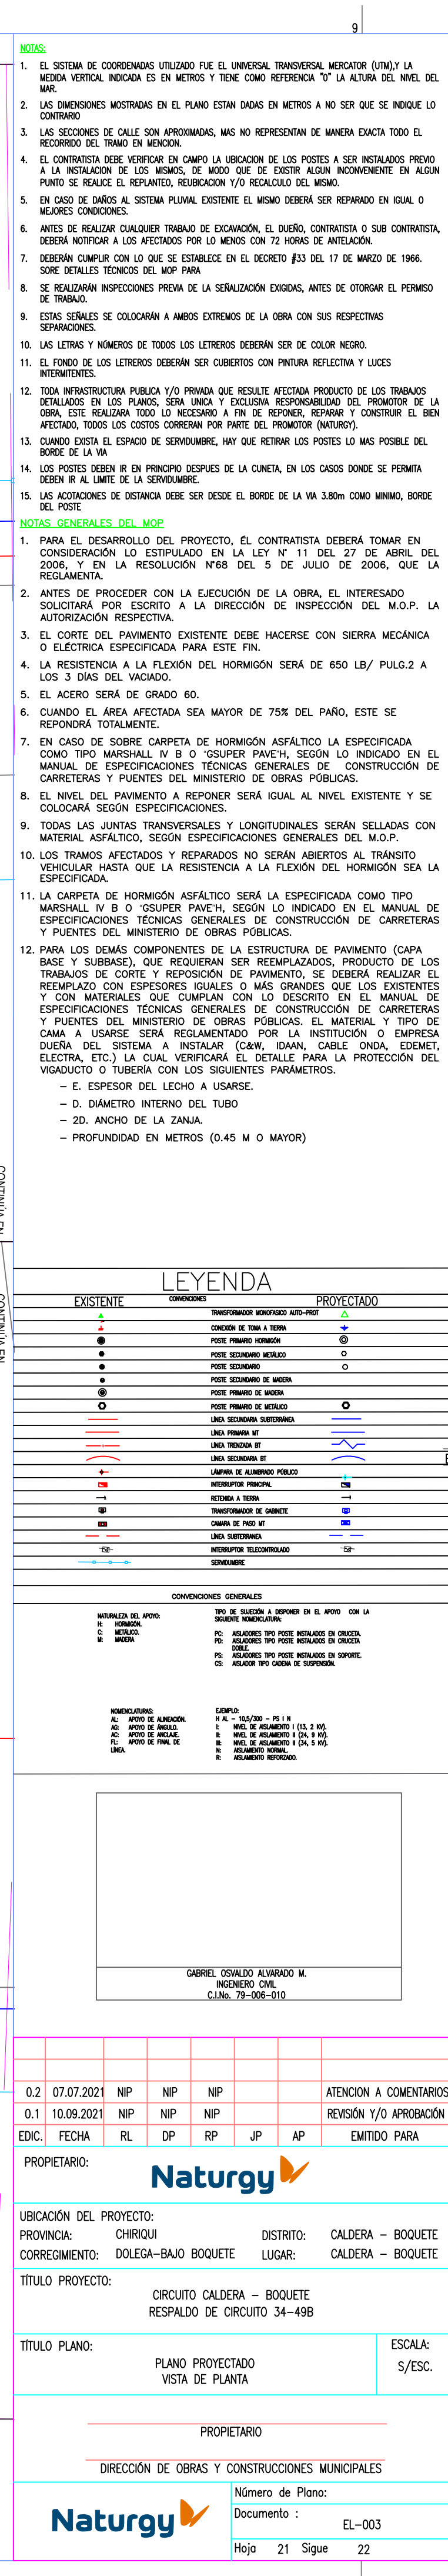 9
NOTAS:
1. EL SISTEMA DE COORDENADAS UTILIZADO FUE EL UNIVERSAL TRANSVERSAL MERCATOR (UTM),Y LA
MEDIDA VERTICAL INDICADA ES EN METROS Y TIENE COMO REFERENCIA "0" LA ALTURA DEL NIVEL DEL
MAR.
2. LAS DIMENSIONES MOSTRADAS EN EL PLANO ESTAN DADAS EN METROS A NO SER QUE SE INDIQUE LO
CONTRARIO
3. LAS SECCIONES DE CALLE SON APROXIMADAS, MAS NO REPRESENTAN DE MANERA EXACTA TODO EL
RECORRIDO DEL TRAMO EN MENCION.
4. EL CONTRATISTA DEBE VERIFICAR EN CAMPO LA UBICACION DE LOS POSTES A SER INSTALADOS PREVIO
A LA INSTALACION DE LOS MISMOS, DE MODO QUE DE EXISTIR ALGUN INCONVENIENTE EN ALGUN
PUNTO SE REALICE EL REPLANTEO, REUBICACION Y/O RECALCULO DEL MISMO.
5. EN CASO DE DAÑOS AL SISTEMA PLUVIAL EXISTENTE EL MISMO DEBERÁ SER REPARADO EN IGUAL O
MEJORES CONDICIONES.
6. ANTES DE REALIZAR CUALQUIER TRABAJO DE EXCAVACIÓN, EL DUEÑO, CONTRATISTA O SUB CONTRATISTA,
DEBERÁ NOTIFICAR A LOS AFECTADOS POR LO MENOS CON 72 HORAS DE ANTELACIÓN.
7. DEBERÁN CUMPLIR CON LO QUE SE ESTABLECE EN EL DECRETO #33 DEL 17 DE MARZO DE 1966.
SORE DETALLES TÉCNICOS DEL MOP PARA
8. SE REALIZARÁN INSPECCIONES PREVIA DE LA SEÑALIZACIÓN EXIGIDAS, ANTES DE OTORGAR EL PERMISO
DE TRABAJO.
9. ESTAS SEÑALES SE COLOCARÁN A AMBOS EXTREMOS DE LA OBRA CON SUS RESPECTIVAS
SEPARACIONES.
10. LAS LETRAS Y NÚMEROS DE TODOS LOS LETREROS DEBERÁN SER DE COLOR NEGRO.
11. EL FONDO DE LOS LETREROS DEBERÁN SER CUBIERTOS CON PINTURA REFLECTIVA Y LUCES
INTERMITENTES.
12. TODA INFRASTRUCTURA PUBLICA Y/O PRIVADA QUE RESULTE AFECTADA PRODUCTO DE LOS TRABAJOS
DETALLADOS EN LOS PLANOS, SERA UNICA Y EXCLUSIVA RESPONSABILIDAD DEL PROMOTOR DE LA
OBRA, ESTE REALIZARA TODO LO NECESARIO A FIN DE REPONER, REPARAR Y CONSTRUIR EL BIEN
AFECTADO, TODOS LOS COSTOS CORRERAN POR PARTE DEL PROMOTOR (NATURGY).
13. CUANDO EXISTA EL ESPACIO DE SERVIDUMBRE, HAY QUE RETIRAR LOS POSTES LO MAS POSIBLE DEL
BORDE DE LA VIA
14. LOS POSTES DEBEN IR EN PRINCIPIO DESPUES DE LA CUNETA, EN LOS CASOS DONDE SE PERMITA
DEBEN IR AL LIMITE DE LA SERVIDUMBRE.
15. LAS ACOTACIONES DE DISTANCIA DEBE SER DESDE EL BORDE DE LA VIA 3.80m COMO MINIMO, BORDE
DEL POSTE
NOTAS GENERALES DEL MOP
1. PARA EL DESARROLLO DEL PROYECTO, ÉL CONTRATISTA DEBERÁ TOMAR EN
CONSIDERACIÓN LO ESTIPULADO EN LA LEY N° 11 DEL 27 DE ABRIL DEL
2006, Y EN LA RESOLUCIÓN N°68 DEL 5 DE JULIO DE 2006, QUE LA
REGLAMENTA.
2. ANTES DE PROCEDER CON LA EJECUCIÓN DE LA OBRA, EL INTERESADO
SOLICITARÁ POR ESCRITO A LA DIRECCIÓN DE INSPECCIÓN DEL M.O.P. LA
AUTORIZACIÓN RESPECTIVA.
3. EL CORTE DEL PAVIMENTO EXISTENTE DEBE HACERSE CON SIERRA MECÁNICA
O ELÉCTRICA ESPECIFICADA PARA ESTE FIN.
4. LA RESISTENCIA A LA FLEXIÓN DEL HORMIGÓN SERÁ DE 650 LB/ PULG.2 A
LOS 3 DÍAS DEL VACIADO.
5. EL ACERO SERÁ DE GRADO 60.
6. CUANDO EL ÁREA AFECTADA SEA MAYOR DE 75% DEL PAÑO, ESTE SE
REPONDRÁ TOTALMENTE.
7. EN CASO DE SOBRE CARPETA DE HORMIGÓN ASFÁLTICO LA ESPECIFICADA
COMO TIPO MARSHALL IV B O "GSUPER PAVE"H, SEGÚN LO INDICADO EN EL
MANUAL DE ESPECIFICACIONES TÉCNICAS GENERALES DE CONSTRUCCIÓN DE
CARRETERAS Y PUENTES DEL MINISTERIO DE OBRAS PÚBLICAS.
8. EL NIVEL DEL PAVIMENTO A REPONER SERÁ IGUAL AL NIVEL EXISTENTE Y SE
COLOCARÁ SEGÚN ESPECIFICACIONES.
9. TODAS LAS JUNTAS TRANSVERSALES Y LONGITUDINALES SERÁN SELLADAS CON
MATERIAL ASFÁLTICO, SEGÚN ESPECIFICACIONES GENERALES DEL M.O.P.
10. LOS TRAMOS AFECTADOS Y REPARADOS NO SERÁN ABIERTOS AL TRÁNSITO
VEHICULAR HASTA QUE LA RESISTENCIA A LA FLEXIÓN DEL HORMIGÓN SEA LA
ESPECIFICADA.
11. LA CARPETA DE HORMIGÓN ASFÁLTICO SERÁ LA ESPECIFICADA COMO TIPO
MARSHALL IV B O "GSUPER PAVE"H, SEGÚN LO INDICADO EN EL MANUAL DE
ESPECIFICACIONES TÉCNICAS GENERALES DE CONSTRUCCIÓN DE CARRETERAS
Y PUENTES DEL MINISTERIO DE OBRAS PÚBLICAS.
12. PARA LOS DEMÁS COMPONENTES DE LA ESTRUCTURA DE PAVIMENTO (CAPA
BASE Y SUBBASE), QUE REQUIERAN SER REEMPLAZADOS, PRODUCTO DE LOS
TRABAJOS DE CORTE Y REPOSICIÓN DE PAVIMENTO, SE DEBERÁ REALIZAR EL
REEMPLAZO CON ESPESORES IGUALES O MÁS GRANDES QUE LOS EXISTENTES
Y CON MATERIALES QUE CUMPLAN CON LO DESCRITO EN EL MANUAL DE
ESPECIFICACIONES TÉCNICAS GENERALES DE CONSTRUCCIÓN DE CARRETERAS
Y PUENTES DEL MINISTERIO DE OBRAS PÚBLICAS. EL MATERIAL Y TIPO DE
CAMA A USARSE SERÁ REGLAMENTADO POR LA INSTITUCIÓN O EMPRESA
DUEÑA DEL SISTEMA A INSTALAR (C&W, IDAAN, CABLE ONDA, EDEMET,
ELECTRA, ETC.) LA CUAL VERIFICARÁ EL DETALLE PARA LA PROTECCIÓN DEL
VIGADUCTO O TUBERÍA CON LOS SIGUIENTES PARÁMETROS.
– E. ESPESOR DEL LECHO A USARSE.
– D. DIÁMETRO INTERNO DEL TUBO
– 2D. ANCHO DE LA ZANJA.
– PROFUNDIDAD EN METROS (0.45 M O MAYOR)
CONTINÚA EN
CONTINÚA EN
LEYENDA
EXISTENTE CONVENCIONES PROYECTADO
TRANSFORMADOR MONOFASICO AUTO-PROT
CONEXIÓN DE TOMA A TIERRA
POSTE PRIMARIO HORMIGÓN
POSTE SECUNDARIO METÁLICO
POSTE SECUNDARIO
POSTE SECUNDARIO DE MADERA
POSTE PRIMARIO DE MADERA
POSTE PRIMARIO DE METÁLICO
LÍNEA SECUNDARIA SUBTERRÁNEA
LÍNEA PRIMARIA MT
LÍNEA TRENZADA BT
LÍNEA SECUNDARIA BT
LÁMPARA DE ALUMBRADO PÚBLICO
INTERRUPTOR PRINCIPAL
RETENIDA A TIERRA
TRANSFORMADOR DE GABINETE
CAMARA DE PASO MT
LÍNEA SUBTERRANEA
INTERRUPTOR TELECONTROLADO
SERVIDUMBRE
CONVENCIONES GENERALES
NATURALEZA DEL APOYO:
H: HORMIGÓN.
C: METÁLICO.
M: MADERA
TIPO DE SUJECIÓN A DISPONER EN EL APOYO CON LA
SIGUIENTE NOMENCLATURA:
PC: AISLADORES TIPO POSTE INSTALADOS EN CRUCETA.
PD: AISLADORES TIPO POSTE INSTALADOS EN CRUCETA
DOBLE.
PS: AISLADORES TIPO POSTE INSTALADOS EN SOPORTE.
CS: AISLADOR TIPO CADENA DE SUSPENSIÓN.
NOMENCLATURAS:
AL: APOYO DE ALINEACIÓN.
AG: APOYO DE ÁNGULO.
AC: APOYO DE ANCLAJE.
FL: APOYO DE FINAL DE
LÍNEA.
EJEMPLO:
H AL - 10,5/300 - PS I N
I: NIVEL DE AISLAMIENTO I (13, 2 KV).
II: NIVEL DE AISLAMIENTO II (24, 9 KV).
III: NIVEL DE AISLAMIENTO II (34, 5 KV).
N: AISLAMIENTO NORMAL.
R: AISLAMIENTO REFORZADO.
GABRIEL OSVALDO ALVARADO M.
INGENIERO CIVIL
C.I.No. 79-006-010
0.2 07.07.2021 NIP NIP NIP ATENCION A COMENTARIOS
0.1 10.09.2021 NIP NIP NIP REVISIÓN Y/O APROBACIÓN
EDIC. FECHA RL DP RP JP AP EMITIDO PARA
PROPIETARIO:
Naturgy
UBICACIÓN DEL PROYECTO:
PROVINCIA: CHIRIQUI DISTRITO: CALDERA - BOQUETE
CORREGIMIENTO: DOLEGA-BAJO BOQUETE LUGAR: CALDERA - BOQUETE
TÍTULO PROYECTO:
CIRCUITO CALDERA - BOQUETE
RESPALDO DE CIRCUITO 34-49B
TÍTULO PLANO:
PLANO PROYECTADO
VISTA DE PLANTA
ESCALA:
S/ESC.
PROPIETARIO
DIRECCIÓN DE OBRAS Y CONSTRUCCIONES MUNICIPALES
Naturgy
Número de Plano:
Documento :
EL-003
Hoja 21 Sigue 22